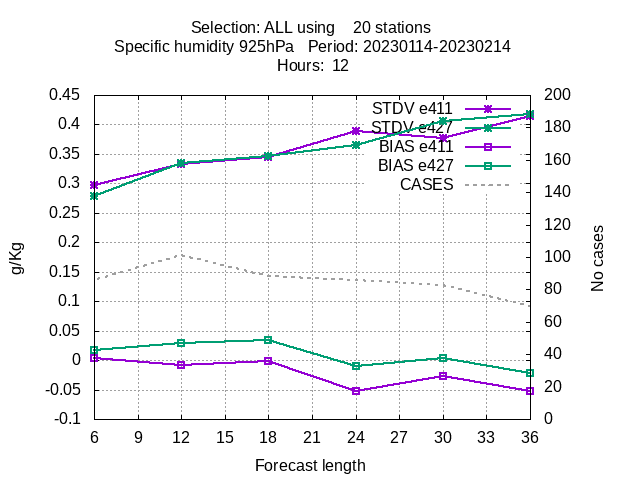 Selection: ALL using    20 stations
Specific humidity 925hPa   Period: 20230114-20230214
Hours:  12
0.45
0.4
0.35
0.3
0.25
0.2
0.15
0.1
0.05
0
-0.05
-0.1
g/Kg
STDV e411
STDV e427
BIAS e411
BIAS e427
CASES
200
180
160
140
120
100
80
60
40
20
0
No cases
6 9 12 15 18 21 24 27 30 33 36
Forecast length